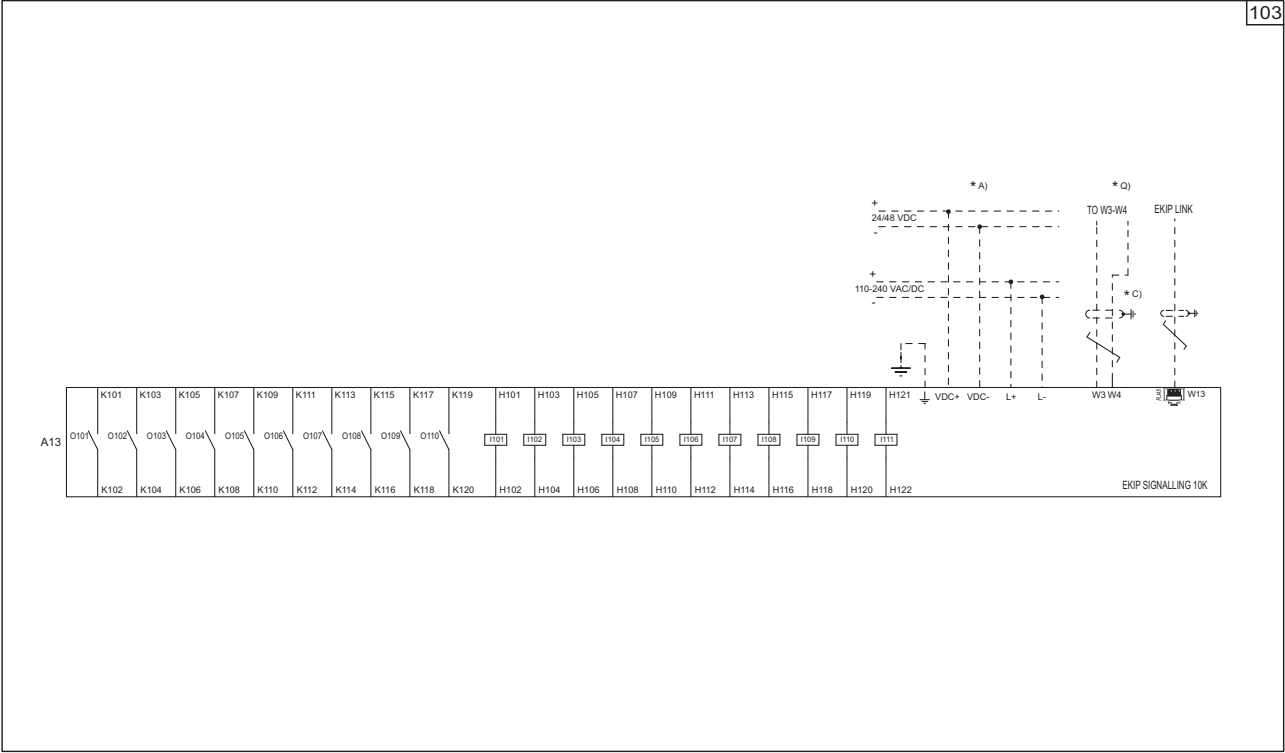 103
* A)
* Q)
+
24/48 VDC
-
TO W3-W4
EKIP LINK
+
110-240 VAC/DC
-
* C)
K101 K103 K105 K107 K109 K111 K113 K115 K117 K119 H101 H103 H105 H107 H109 H111 H113 H115 H117 H119 H121 VDC+ VDC- L+ L- W3 W4 RJ45 W13
A13 O101 O102 O103 O104 O105 O106 O107 O108 O109 O110 I101 I102 I103 I104 I105 I106 I107 I108 I109 I110 I111
K102 K104 K106 K108 K110 K112 K114 K116 K118 K120 H102 H104 H106 H108 H110 H112 H114 H116 H118 H120 H122
EKIP SIGNALLING 10K